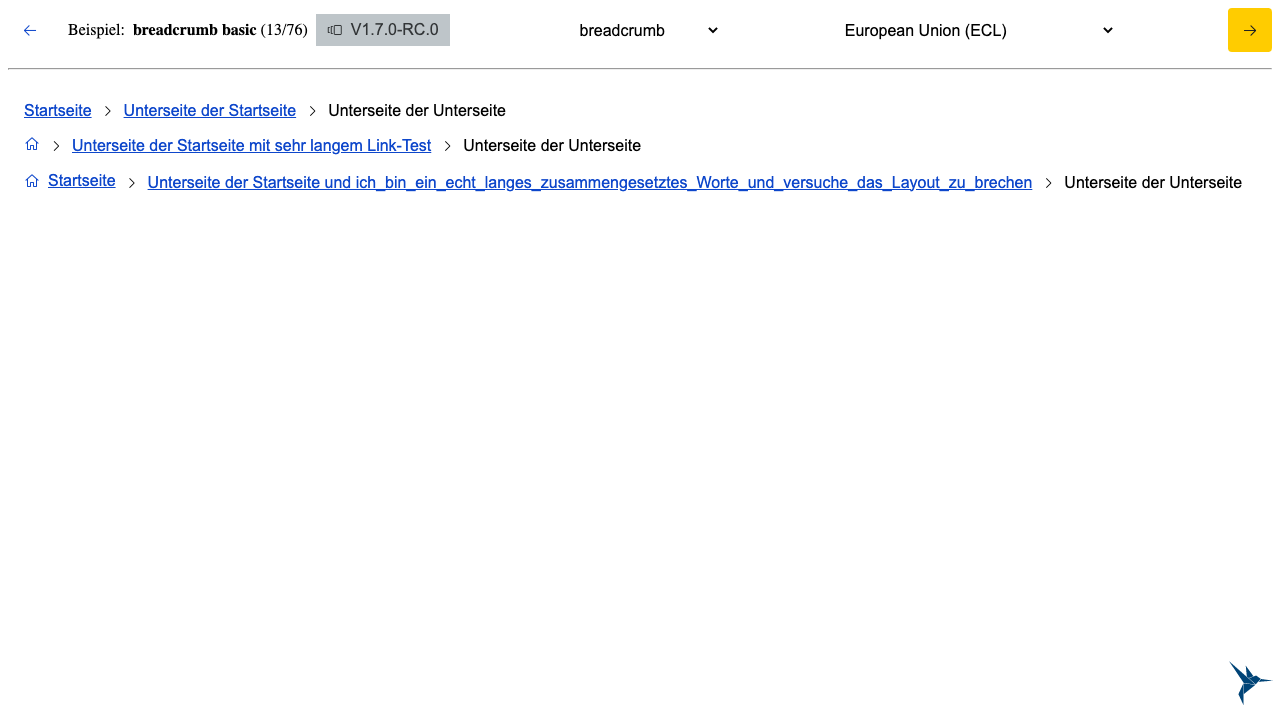 Beispiel: breadcrumb basic (13/76) V1.7.0-RC.0 breadcrumb European Union (ECL)
Startseite Unterseite der Startseite Unterseite der Unterseite
Unterseite der Startseite mit sehr langem Link-Test Unterseite der Unterseite
Startseite Unterseite der Startseite und ich_bin_ein_echt_langes_zusammengesetztes_Worte_und_versuche_das_Layout_zu_brechen Unterseite der Unterseite